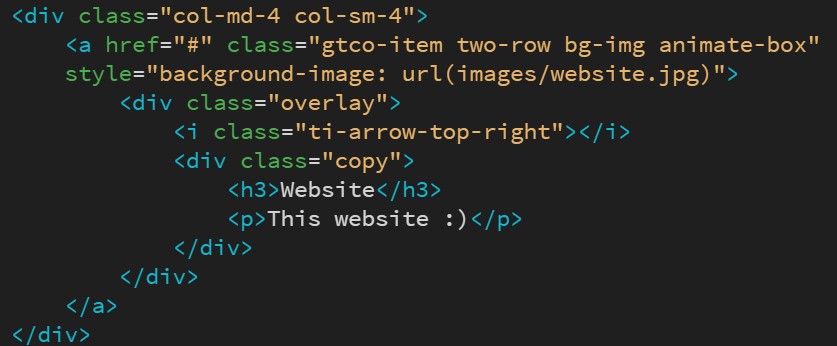 <div class="col-md-4 col-sm-4">
    <a href="#" class="gtco-item two-row bg-img animate-box"
    style="background-image: url(images/website.jpg)">
        <div class="overlay">
            <i class="ti-arrow-top-right"></i>
            <div class="copy">
                <h3>Website</h3>
                <p>This website :)</p>
            </div>
        </div>
    </a>
</div>